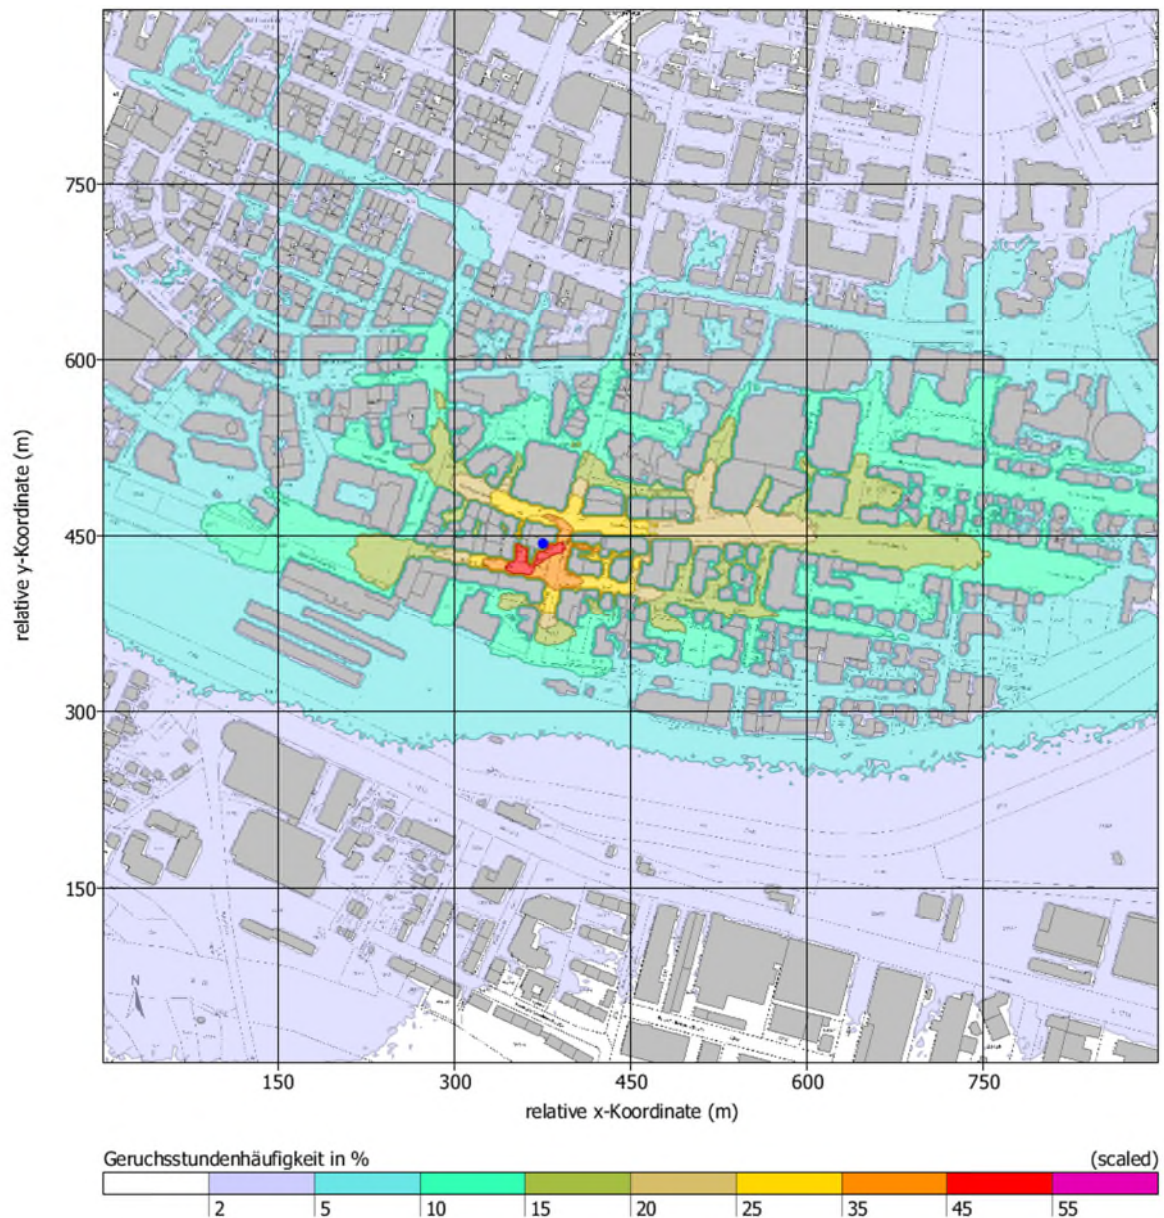 750
600
450
300
150
relative y-Koordinate (m)
N
150 300 450 600 750
relative x-Koordinate (m)
Geruchsstundenhäufigkeit in % (scaled)
2 5 10 15 20 25 35 45 55